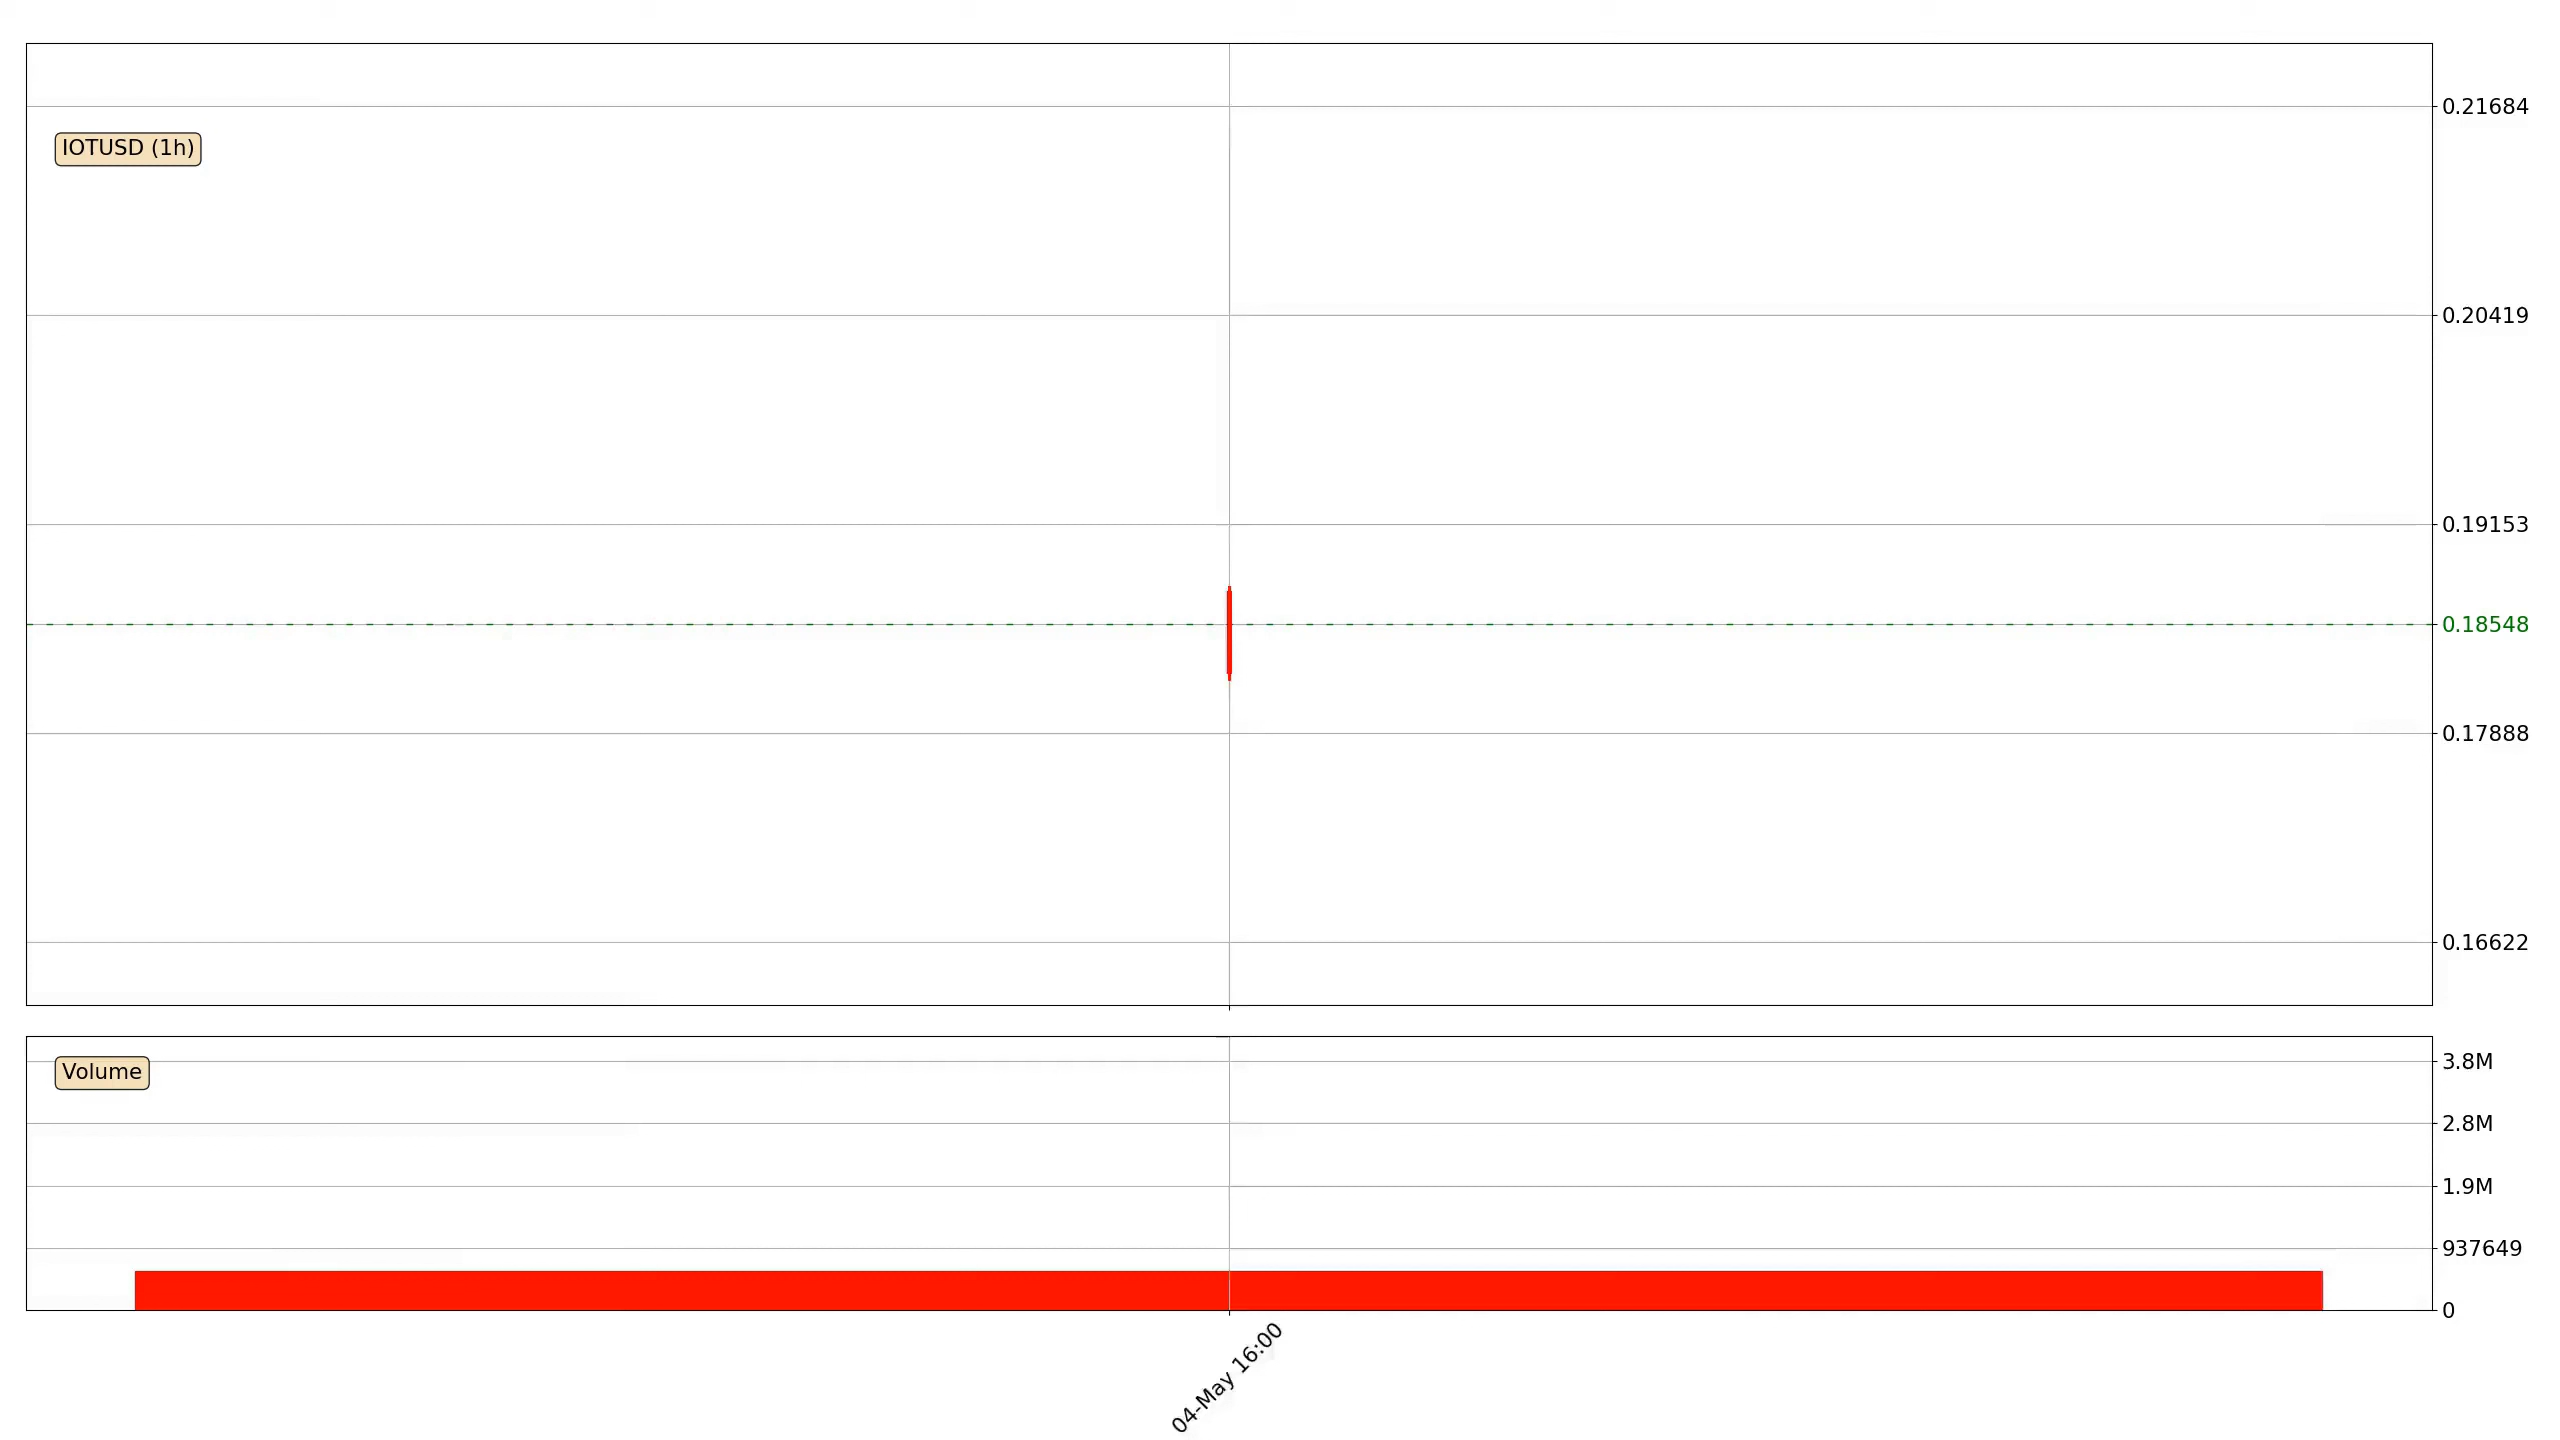 IOTUSD (1h)
0.21684
0.20419
0.19153
0.18548
0.17888
0.16622
Volume
3.8M
2.8M
1.9M
937649
0
04-May 16:00